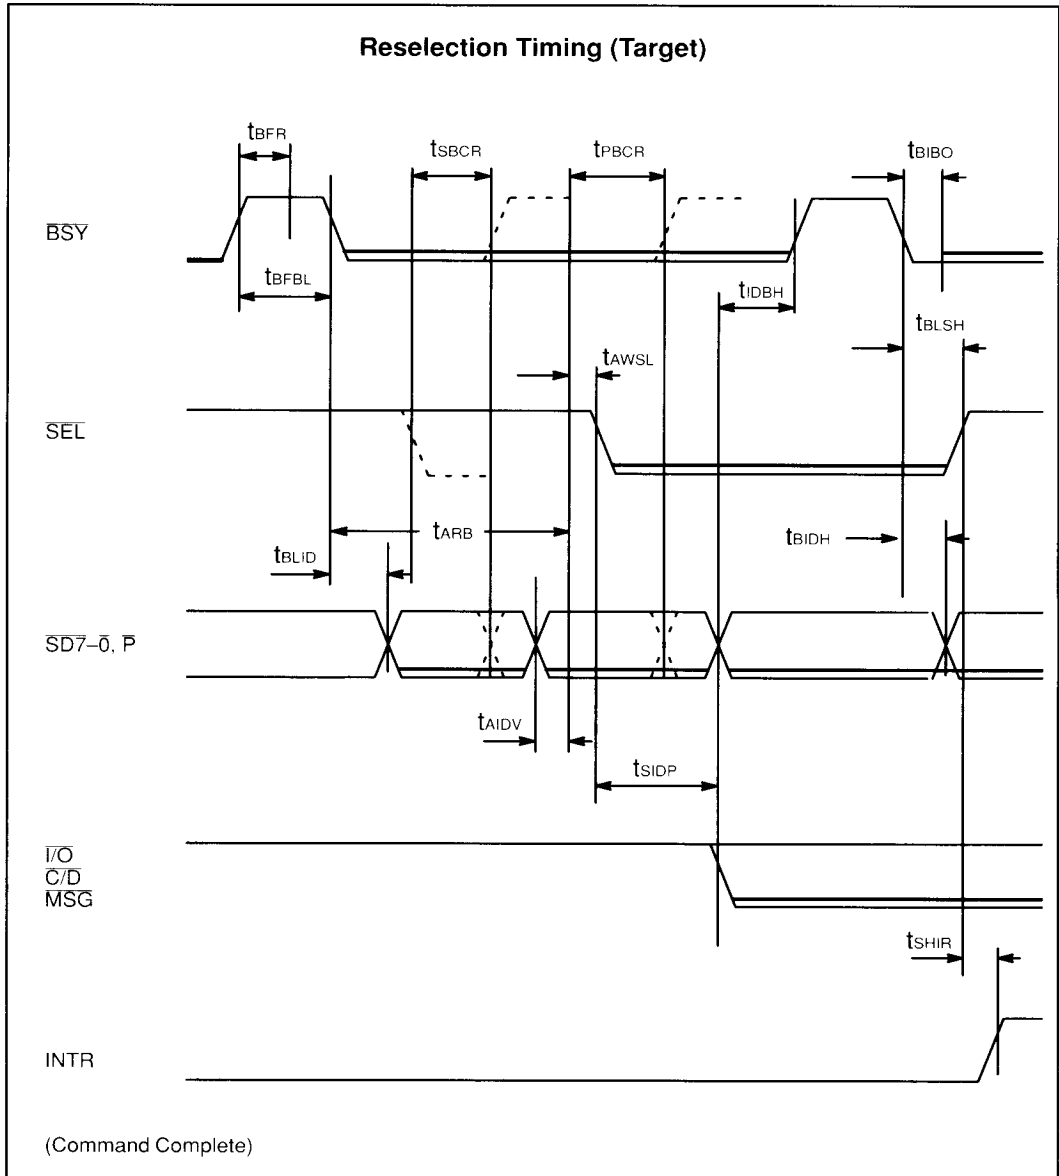 Reselection Timing (Target)
tBFR
tSBCR
tPBCR
tBIBO
BSY
tBFBL
tIDBH
tBLSH
tAWSL
SEL
tARB
tBIDH
tBLiD
SD7–0, P
tAIDV
tSIDP
I/O
C/D
MSG
tSHIR
INTR
(Command Complete)